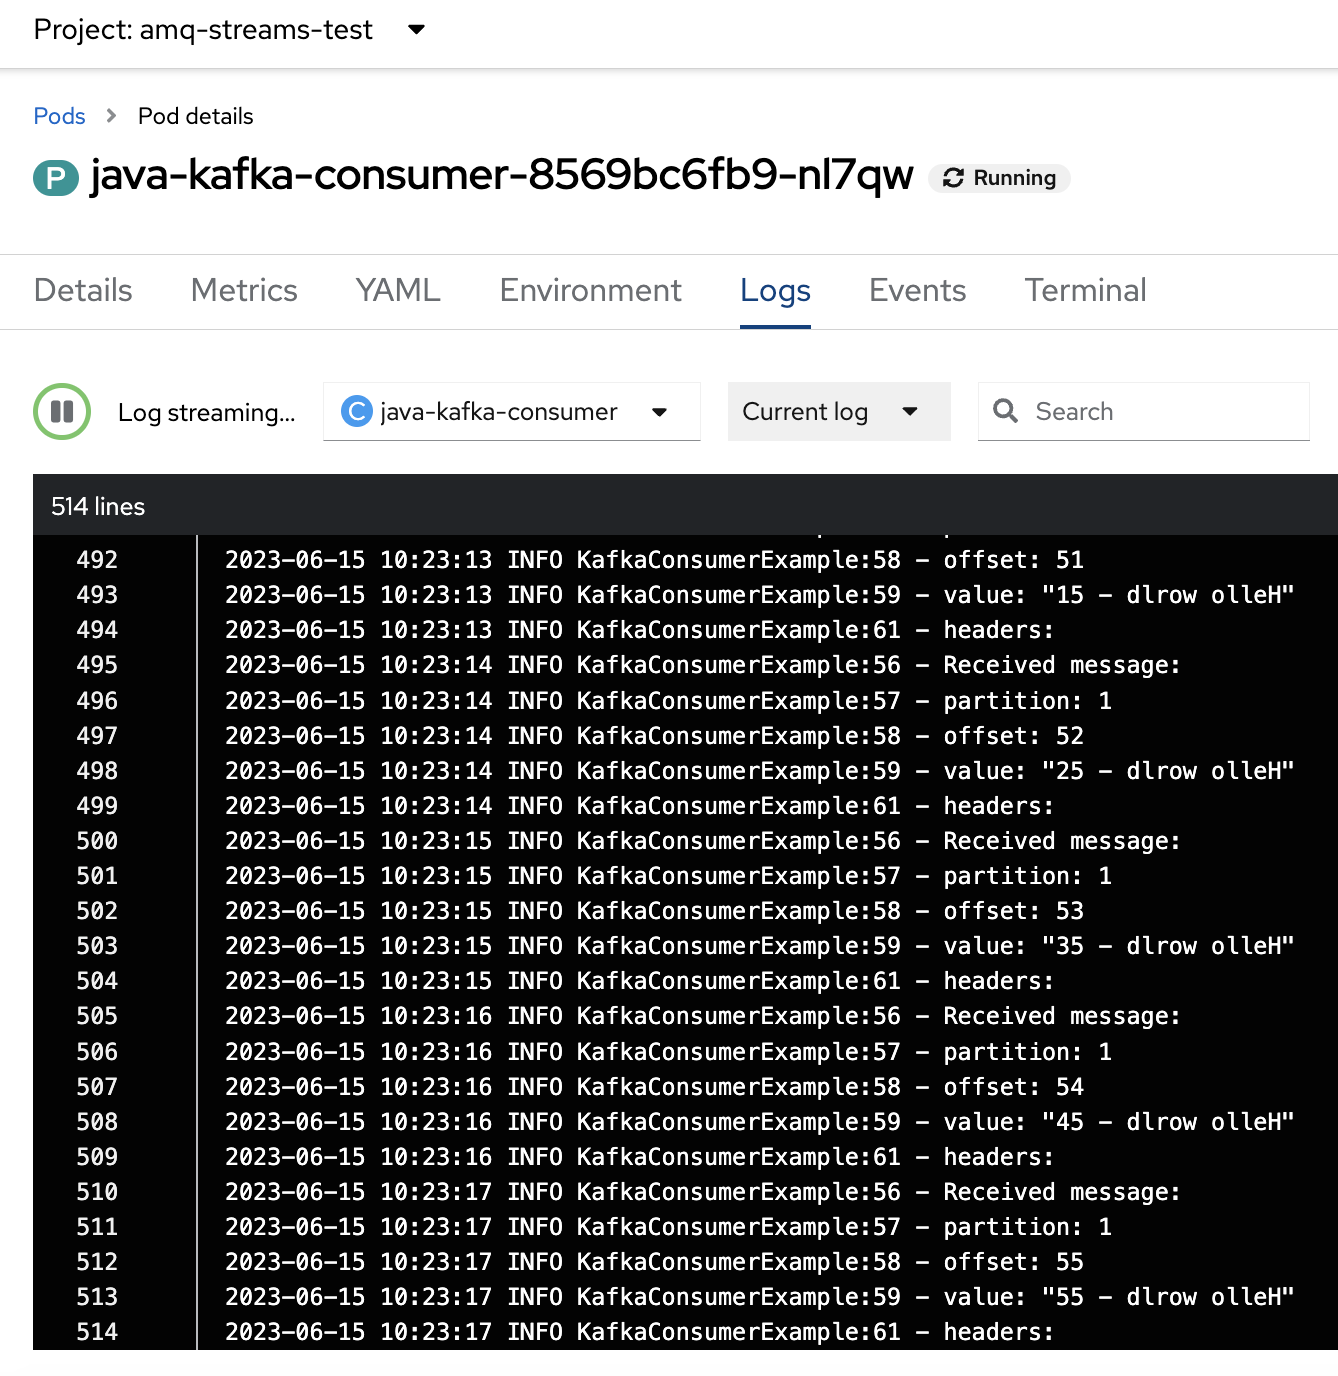 Project: amq-streams-test
Pods > Pod details
P java-kafka-consumer-8569bc6fb9-nl7qw Running
Details Metrics YAML Environment Logs Events Terminal
Log streaming... C java-kafka-consumer Current log Search
514 lines
492 2023-06-15 10:23:13 INFO KafkaConsumerExample:58 - offset: 51
493 2023-06-15 10:23:13 INFO KafkaConsumerExample:59 - value: "15 - dlrow olleH"
494 2023-06-15 10:23:13 INFO KafkaConsumerExample:61 - headers:
495 2023-06-15 10:23:14 INFO KafkaConsumerExample:56 - Received message:
496 2023-06-15 10:23:14 INFO KafkaConsumerExample:57 - partition: 1
497 2023-06-15 10:23:14 INFO KafkaConsumerExample:58 - offset: 52
498 2023-06-15 10:23:14 INFO KafkaConsumerExample:59 - value: "25 - dlrow olleH"
499 2023-06-15 10:23:14 INFO KafkaConsumerExample:61 - headers:
500 2023-06-15 10:23:15 INFO KafkaConsumerExample:56 - Received message:
501 2023-06-15 10:23:15 INFO KafkaConsumerExample:57 - partition: 1
502 2023-06-15 10:23:15 INFO KafkaConsumerExample:58 - offset: 53
503 2023-06-15 10:23:15 INFO KafkaConsumerExample:59 - value: "35 - dlrow olleH"
504 2023-06-15 10:23:15 INFO KafkaConsumerExample:61 - headers:
505 2023-06-15 10:23:16 INFO KafkaConsumerExample:56 - Received message:
506 2023-06-15 10:23:16 INFO KafkaConsumerExample:57 - partition: 1
507 2023-06-15 10:23:16 INFO KafkaConsumerExample:58 - offset: 54
508 2023-06-15 10:23:16 INFO KafkaConsumerExample:59 - value: "45 - dlrow olleH"
509 2023-06-15 10:23:16 INFO KafkaConsumerExample:61 - headers:
510 2023-06-15 10:23:17 INFO KafkaConsumerExample:56 - Received message:
511 2023-06-15 10:23:17 INFO KafkaConsumerExample:57 - partition: 1
512 2023-06-15 10:23:17 INFO KafkaConsumerExample:58 - offset: 55
513 2023-06-15 10:23:17 INFO KafkaConsumerExample:59 - value: "55 - dlrow olleH"
514 2023-06-15 10:23:17 INFO KafkaConsumerExample:61 - headers: